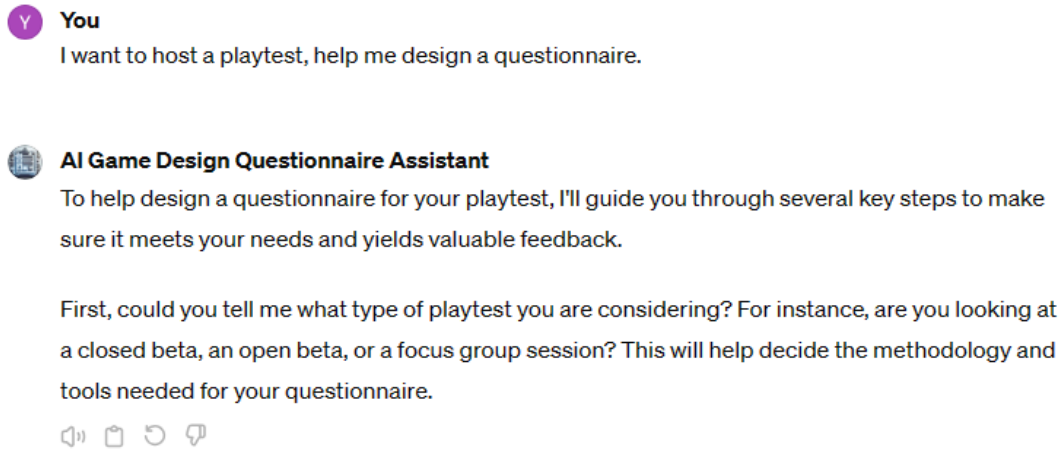 Y
You
I want to host a playtest, help me design a questionnaire.
AI Game Design Questionnaire Assistant
To help design a questionnaire for your playtest, I'll guide you through several key steps to make
sure it meets your needs and yields valuable feedback.
First, could you tell me what type of playtest you are considering? For instance, are you looking at
a closed beta, an open beta, or a focus group session? This will help decide the methodology and
tools needed for your questionnaire.